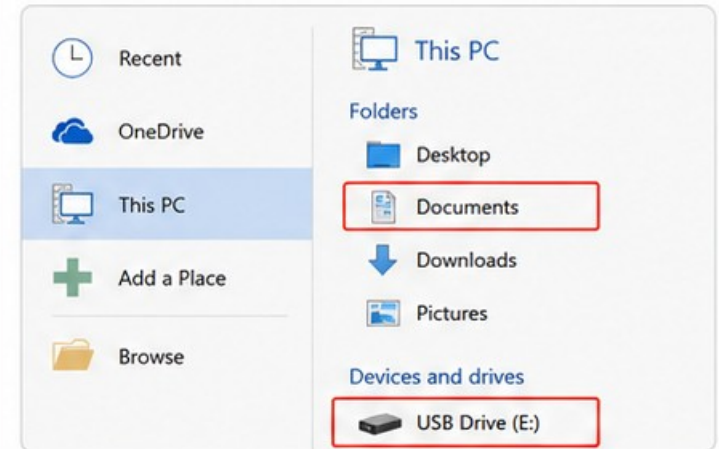 Recent
OneDrive
This PC
Add a Place
Browse
This PC
Folders
Desktop
Documents
Downloads
Pictures
Devices and drives
USB Drive (E:)